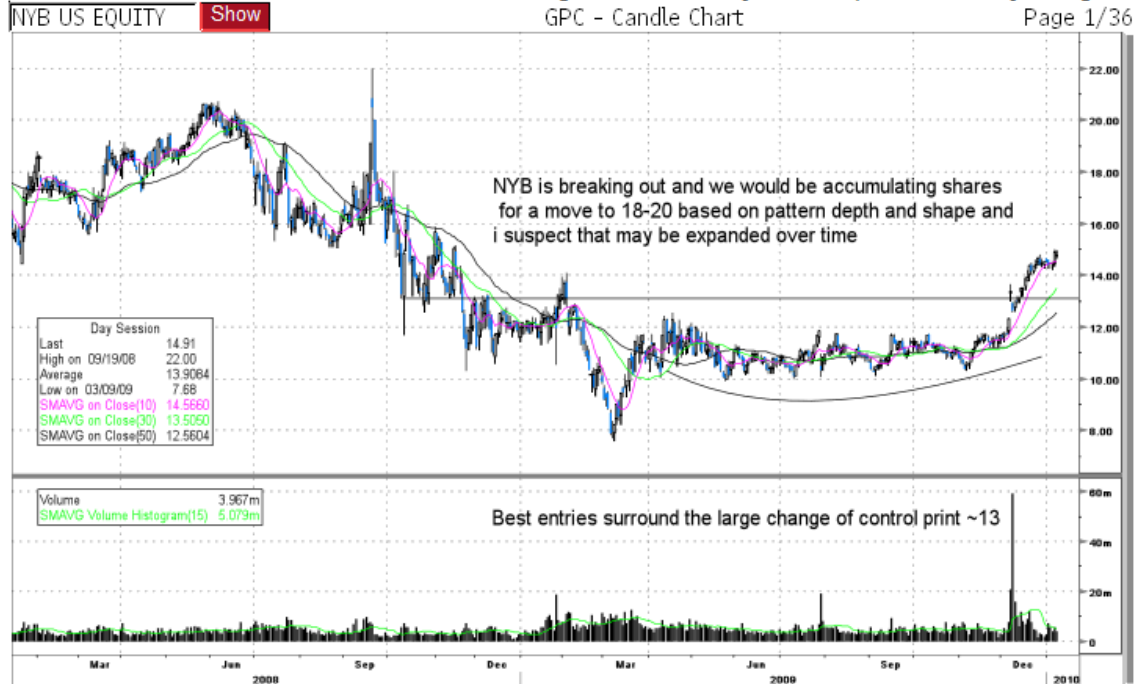 NYB US EQUITY Show GPC - Candle Chart Page 1/36
22.00
20.00
18.00
NYB is breaking out and we would be accumulating shares
for a move to 18-20 based on pattern depth and shape and
i suspect that may be expanded over time
16.00
14.00
12.00
10.00
8.00
Day Session
Last 14.91
High on 09/19/08 22.00
Average 13.9064
Low on 03/09/09 7.68
SMAVG on Close(10) 14.5660
SMAVG on Close(30) 13.5060
SMAVG on Close(50) 12.5604
Volume 3.967m
SMAVG Volume Histogram(15) 5.079m
Best entries surround the large change of control print ~13
60m
40m
20m
0
Mar Jun Sep Dec Mar Jun Sep Dec
2008 2009 2010